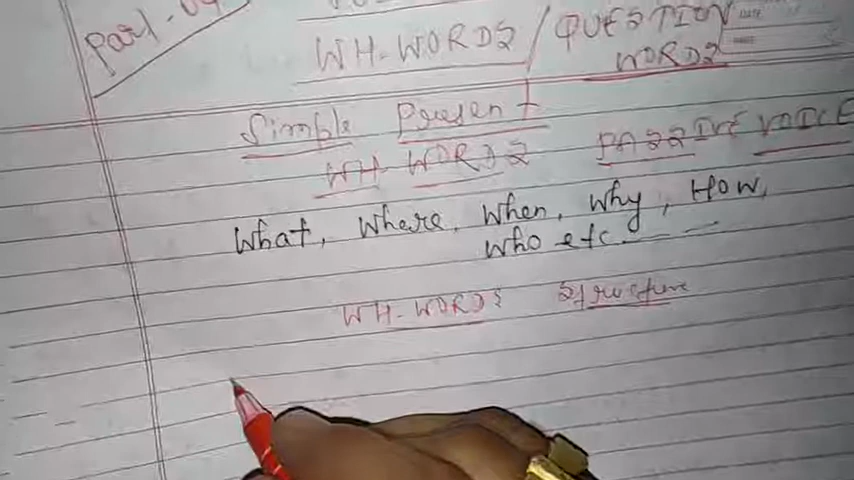 Part-04
WH-WORDS / QUESTION
WORDS
Simple Present
WH-WORDS PASSIVE VOICE
What, Where, When, Why, How,
Who etc
WH-WORDS Structure